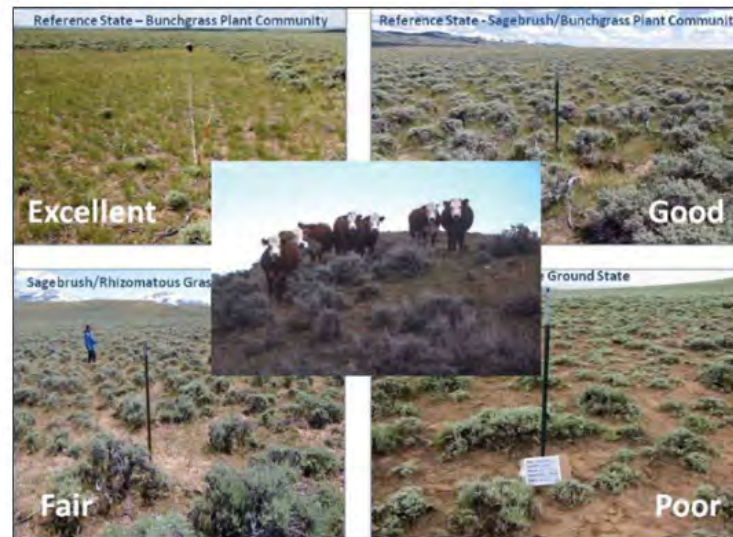 Reference State – Bunchgrass Plant Community
Reference State - Sagebrush/Bunchgrass Plant Communit
Excellent
Good
Sagebrush/Rhizomatous Gras
Ground State
Fair
Poor